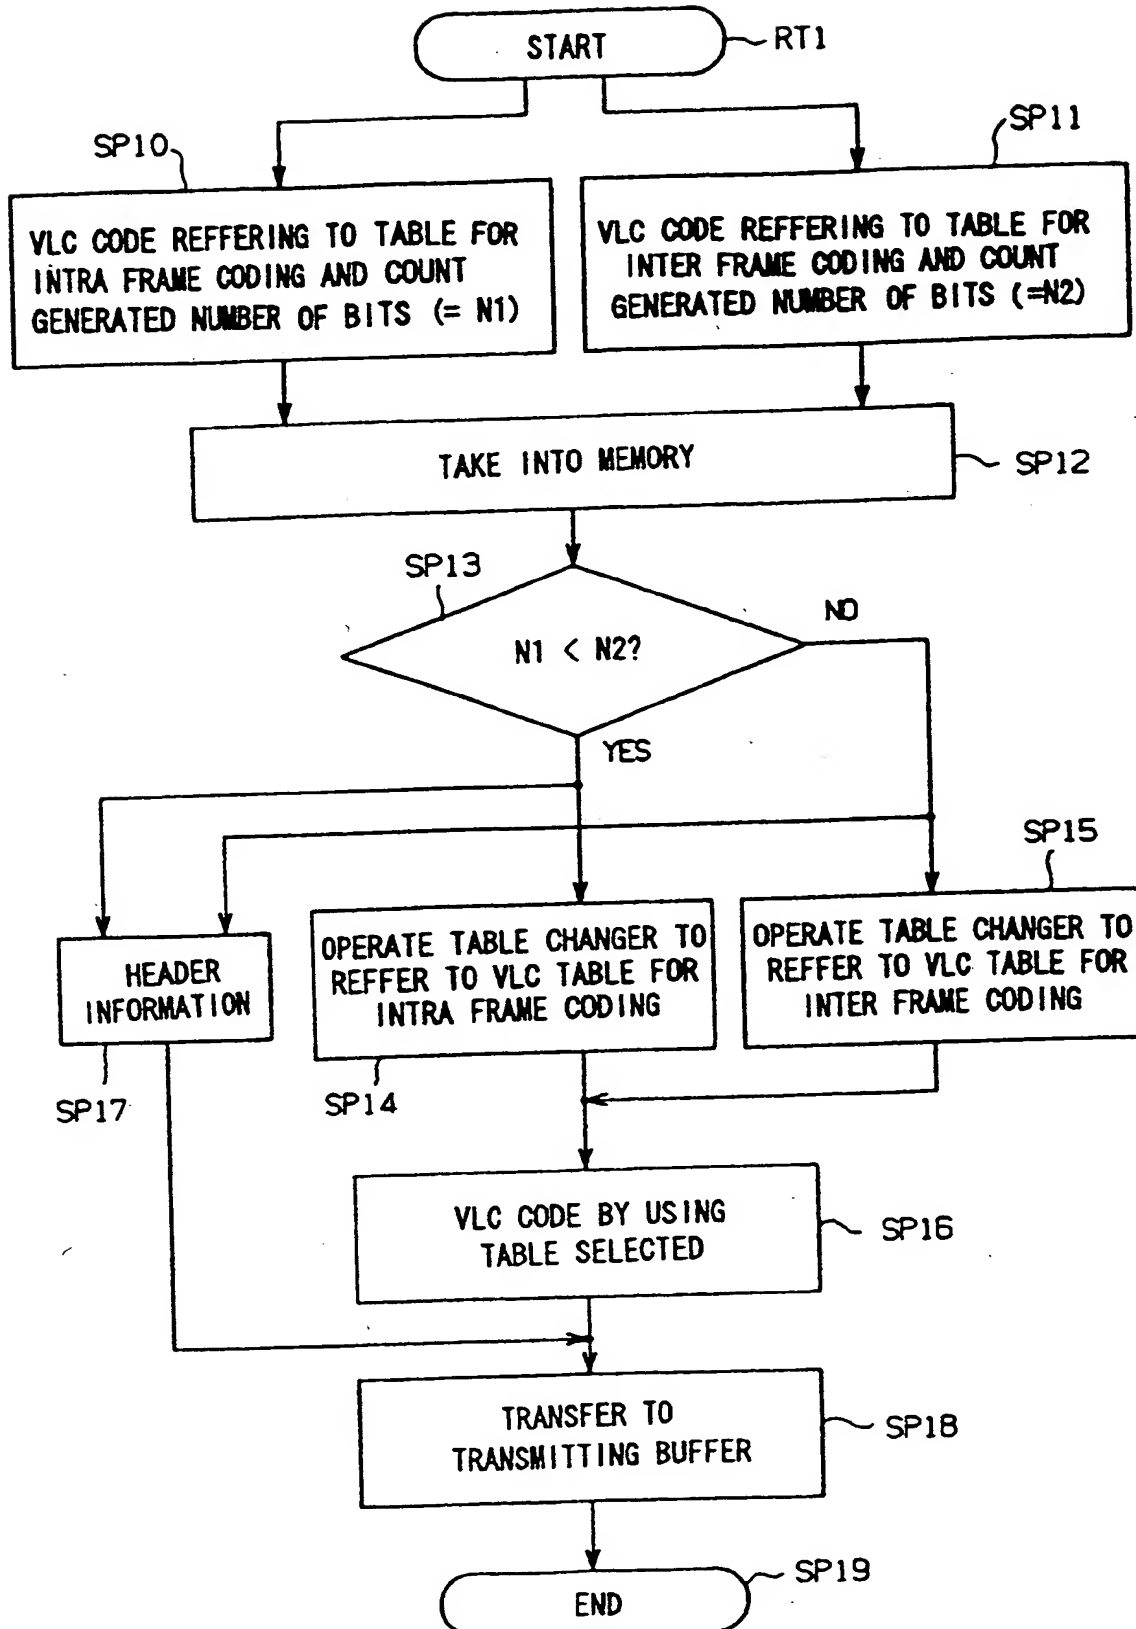 START
RT1
SP10
SP11
VLC CODE REFFERING TO TABLE FOR
INTRA FRAME CODING AND COUNT
GENERATED NUMBER OF BITS (= N1)
VLC CODE REFFERING TO TABLE FOR
INTER FRAME CODING AND COUNT
GENERATED NUMBER OF BITS (=N2)
TAKE INTO MEMORY
SP12
SP13
N1 < N2?
NO
YES
SP15
HEADER
INFORMATION
OPERATE TABLE CHANGER TO
REFFER TO VLC TABLE FOR
INTRA FRAME CODING
OPERATE TABLE CHANGER TO
REFFER TO VLC TABLE FOR
INTER FRAME CODING
SP17
SP14
VLC CODE BY USING
TABLE SELECTED
SP16
TRANSFER TO
TRANSMITTING BUFFER
SP18
END
SP19